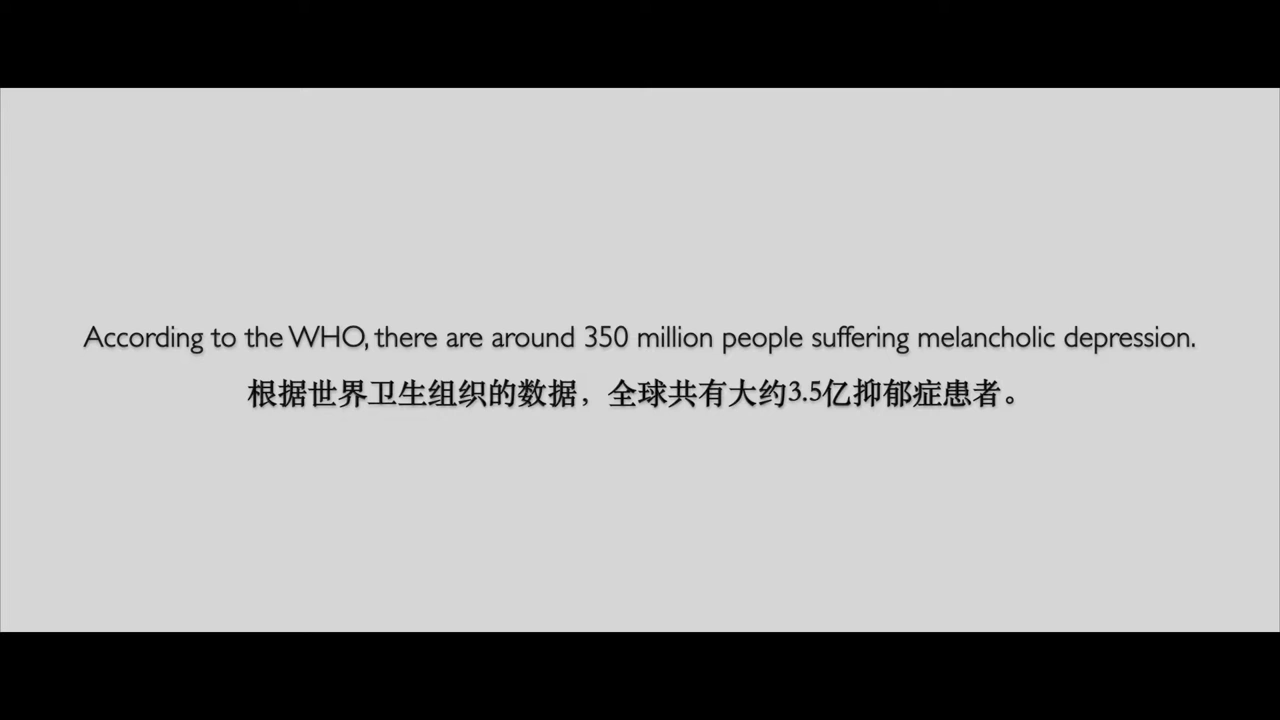 According to the WHO, there are around 350 million people suffering melancholic depression.
根据世界卫生组织的数据，全球共有大约3.5亿抑郁症患者。